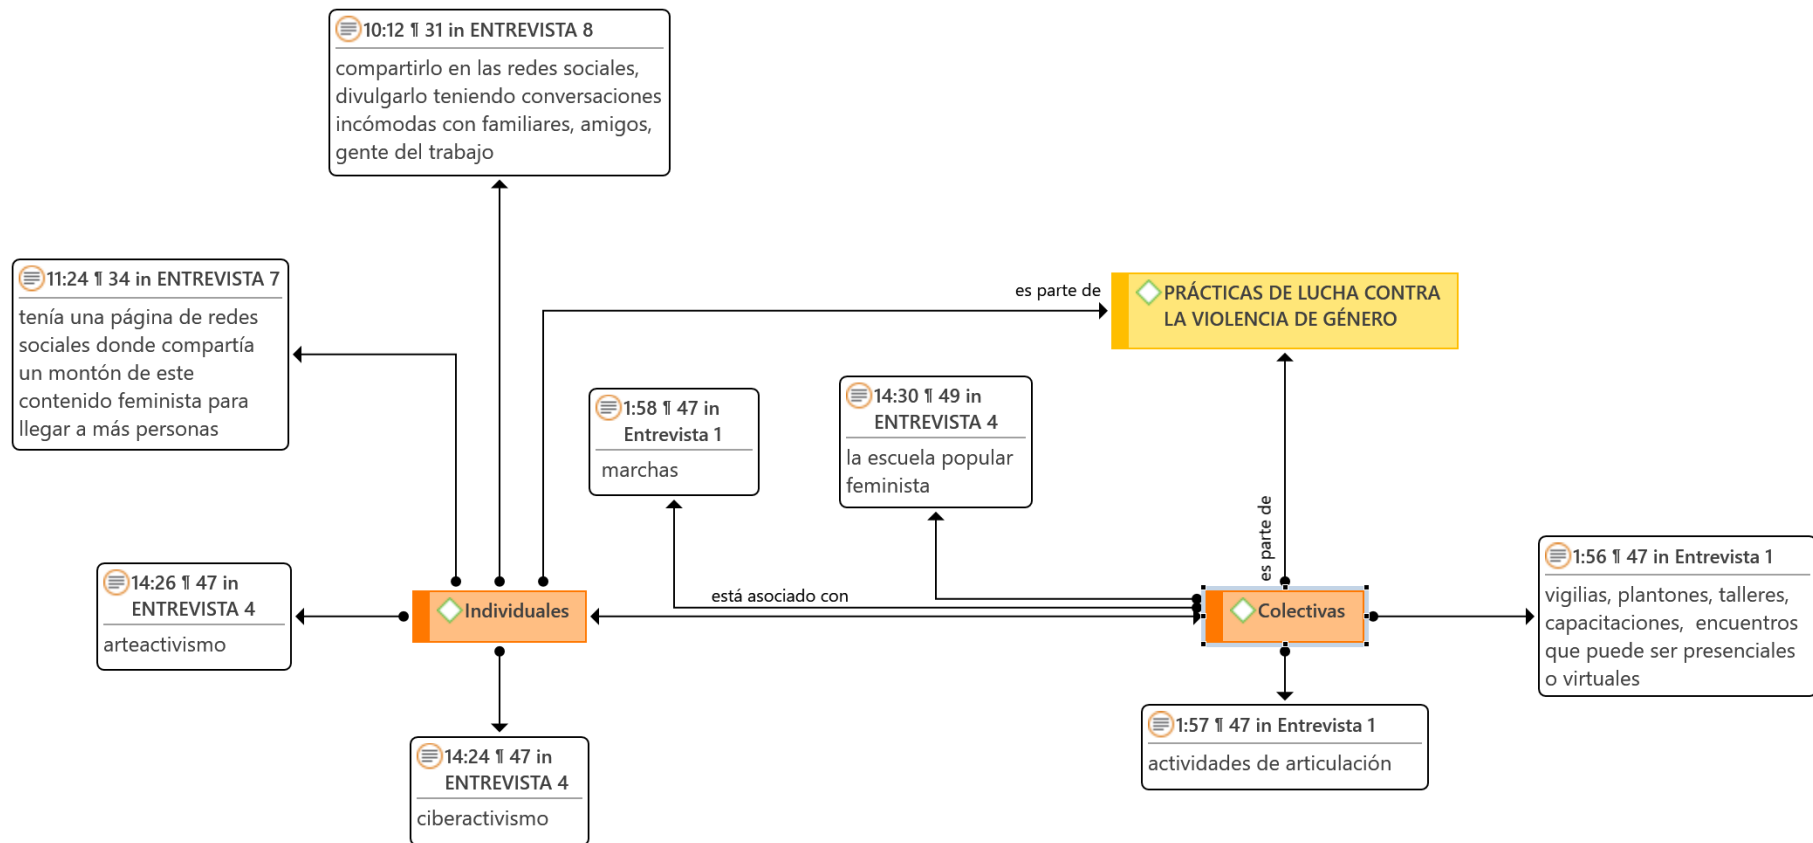 10:12 ¶ 31 in ENTREVISTA 8
compartirlo en las redes sociales,
divulgarlo teniendo conversaciones
incómodas con familiares, amigos,
gente del trabajo
11:24 ¶ 34 in ENTREVISTA 7
tenía una página de redes
sociales donde compartía
un montón de este
contenido feminista para
llegar a más personas
es parte de
PRÁCTICAS DE LUCHA CONTRA
LA VIOLENCIA DE GÉNERO
1:58 ¶ 47 in
Entrevista 1
marchas
14:30 ¶ 49 in
ENTREVISTA 4
la escuela popular
feminista
es parte de
1:56 ¶ 47 in Entrevista 1
vigilias, plantones, talleres,
capacitaciones, encuentros
que puede ser presenciales
o virtuales
14:26 ¶ 47 in
ENTREVISTA 4
arteactivismo
Individuales
está asociado con
Colectivas
14:24 ¶ 47 in
ENTREVISTA 4
ciberactivismo
1:57 ¶ 47 in Entrevista 1
actividades de articulación